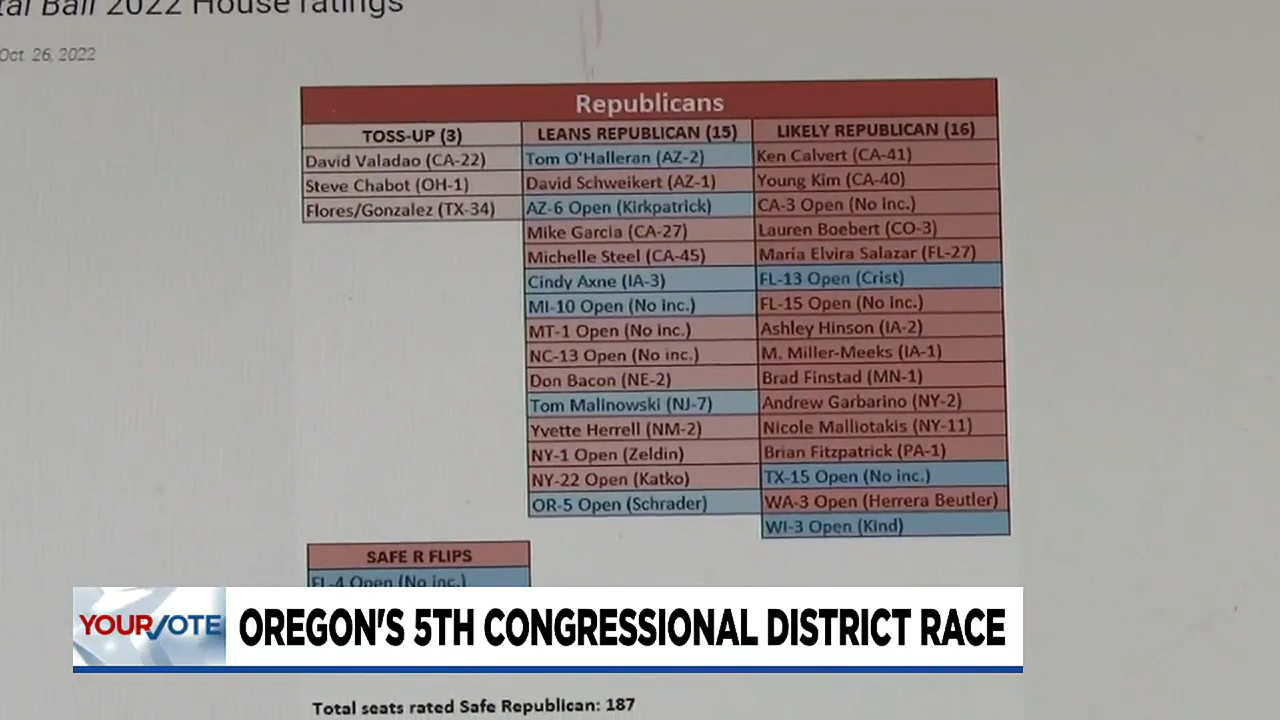 tal Ball 2022 House ratings
Oct. 26, 2022
Republicans
TOSS-UP (3)
David Valadao (CA-22)
Steve Chabot (OH-1)
Flores/Gonzalez (TX-34)
LEANS REPUBLICAN (15)
Tom O'Halleran (AZ-2)
David Schweikert (AZ-1)
AZ-6 Open (Kirkpatrick)
Mike Garcia (CA-27)
Michelle Steel (CA-45)
Cindy Axne (IA-3)
MI-10 Open (No inc.)
MT-1 Open (No inc.)
NC-13 Open (No inc.)
Don Bacon (NE-2)
Tom Malinowski (NJ-7)
Yvette Herrell (NM-2)
NY-1 Open (Zeldin)
NY-22 Open (Katko)
OR-5 Open (Schrader)
LIKELY REPUBLICAN (16)
Ken Calvert (CA-41)
Young Kim (CA-40)
CA-3 Open (No inc.)
Lauren Boebert (CO-3)
Maria Elvira Salazar (FL-27)
FL-13 Open (Crist)
FL-15 Open (No inc.)
Ashley Hinson (IA-2)
M. Miller-Meeks (IA-1)
Brad Finstad (MN-1)
Andrew Garbarino (NY-2)
Nicole Malliotakis (NY-11)
Brian Fitzpatrick (PA-1)
TX-15 Open (No inc.)
WA-3 Open (Herrera Beutler)
WI-3 Open (Kind)
SAFE R FLIPS
FL-4 Open (No inc.)
YOUR VOTE
OREGON'S 5TH CONGRESSIONAL DISTRICT RACE
Total seats rated Safe Republican: 187